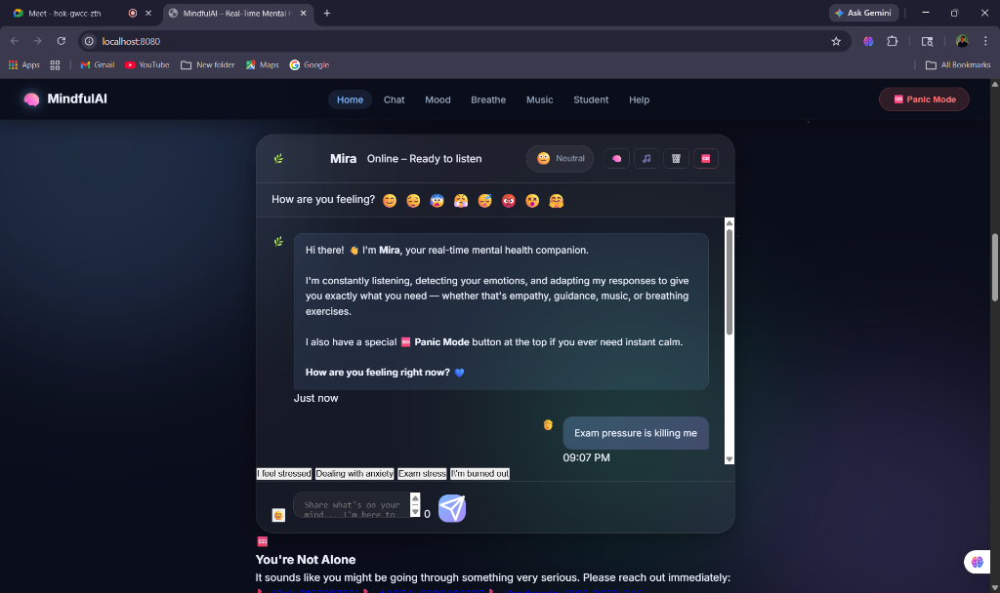 Meet - hok-gwcc-zth
MindfulAI – Real-Time Mental H
Ask Gemini
localhost:8080
Apps
Gmail
YouTube
New folder
Maps
Google
All Bookmarks
MindfulAI
Home
Chat
Mood
Breathe
Music
Student
Help
🆘 Panic Mode
Mira
Online – Ready to listen
Neutral
How are you feeling?
Hi there! 👋 I'm Mira, your real-time mental health companion.
I'm constantly listening, detecting your emotions, and adapting my responses to give
you exactly what you need — whether that's empathy, guidance, music, or breathing
exercises.
I also have a special 🆘 Panic Mode button at the top if you ever need instant calm.
How are you feeling right now? 💙
Just now
Exam pressure is killing me
09:07 PM
I feel stressed
Dealing with anxiety
Exam stress
I\'m burned out
Share what's on your
mind... I'm here to
0
🆘
You're Not Alone
It sounds like you might be going through something very serious. Please reach out immediately: